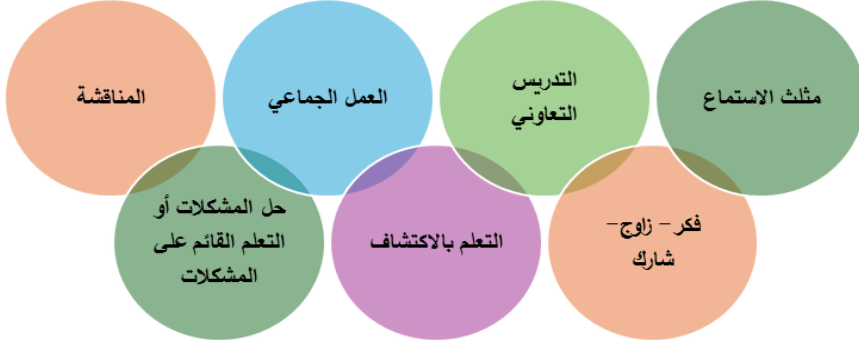 مثلث الاستماع
التدريس
التعاوني
العمل الجماعي
المناقشة
فكر – زاوج–
شارك
التعلم بالاكتشاف
حل المشكلات أو
التعلم القائم على
المشكلات